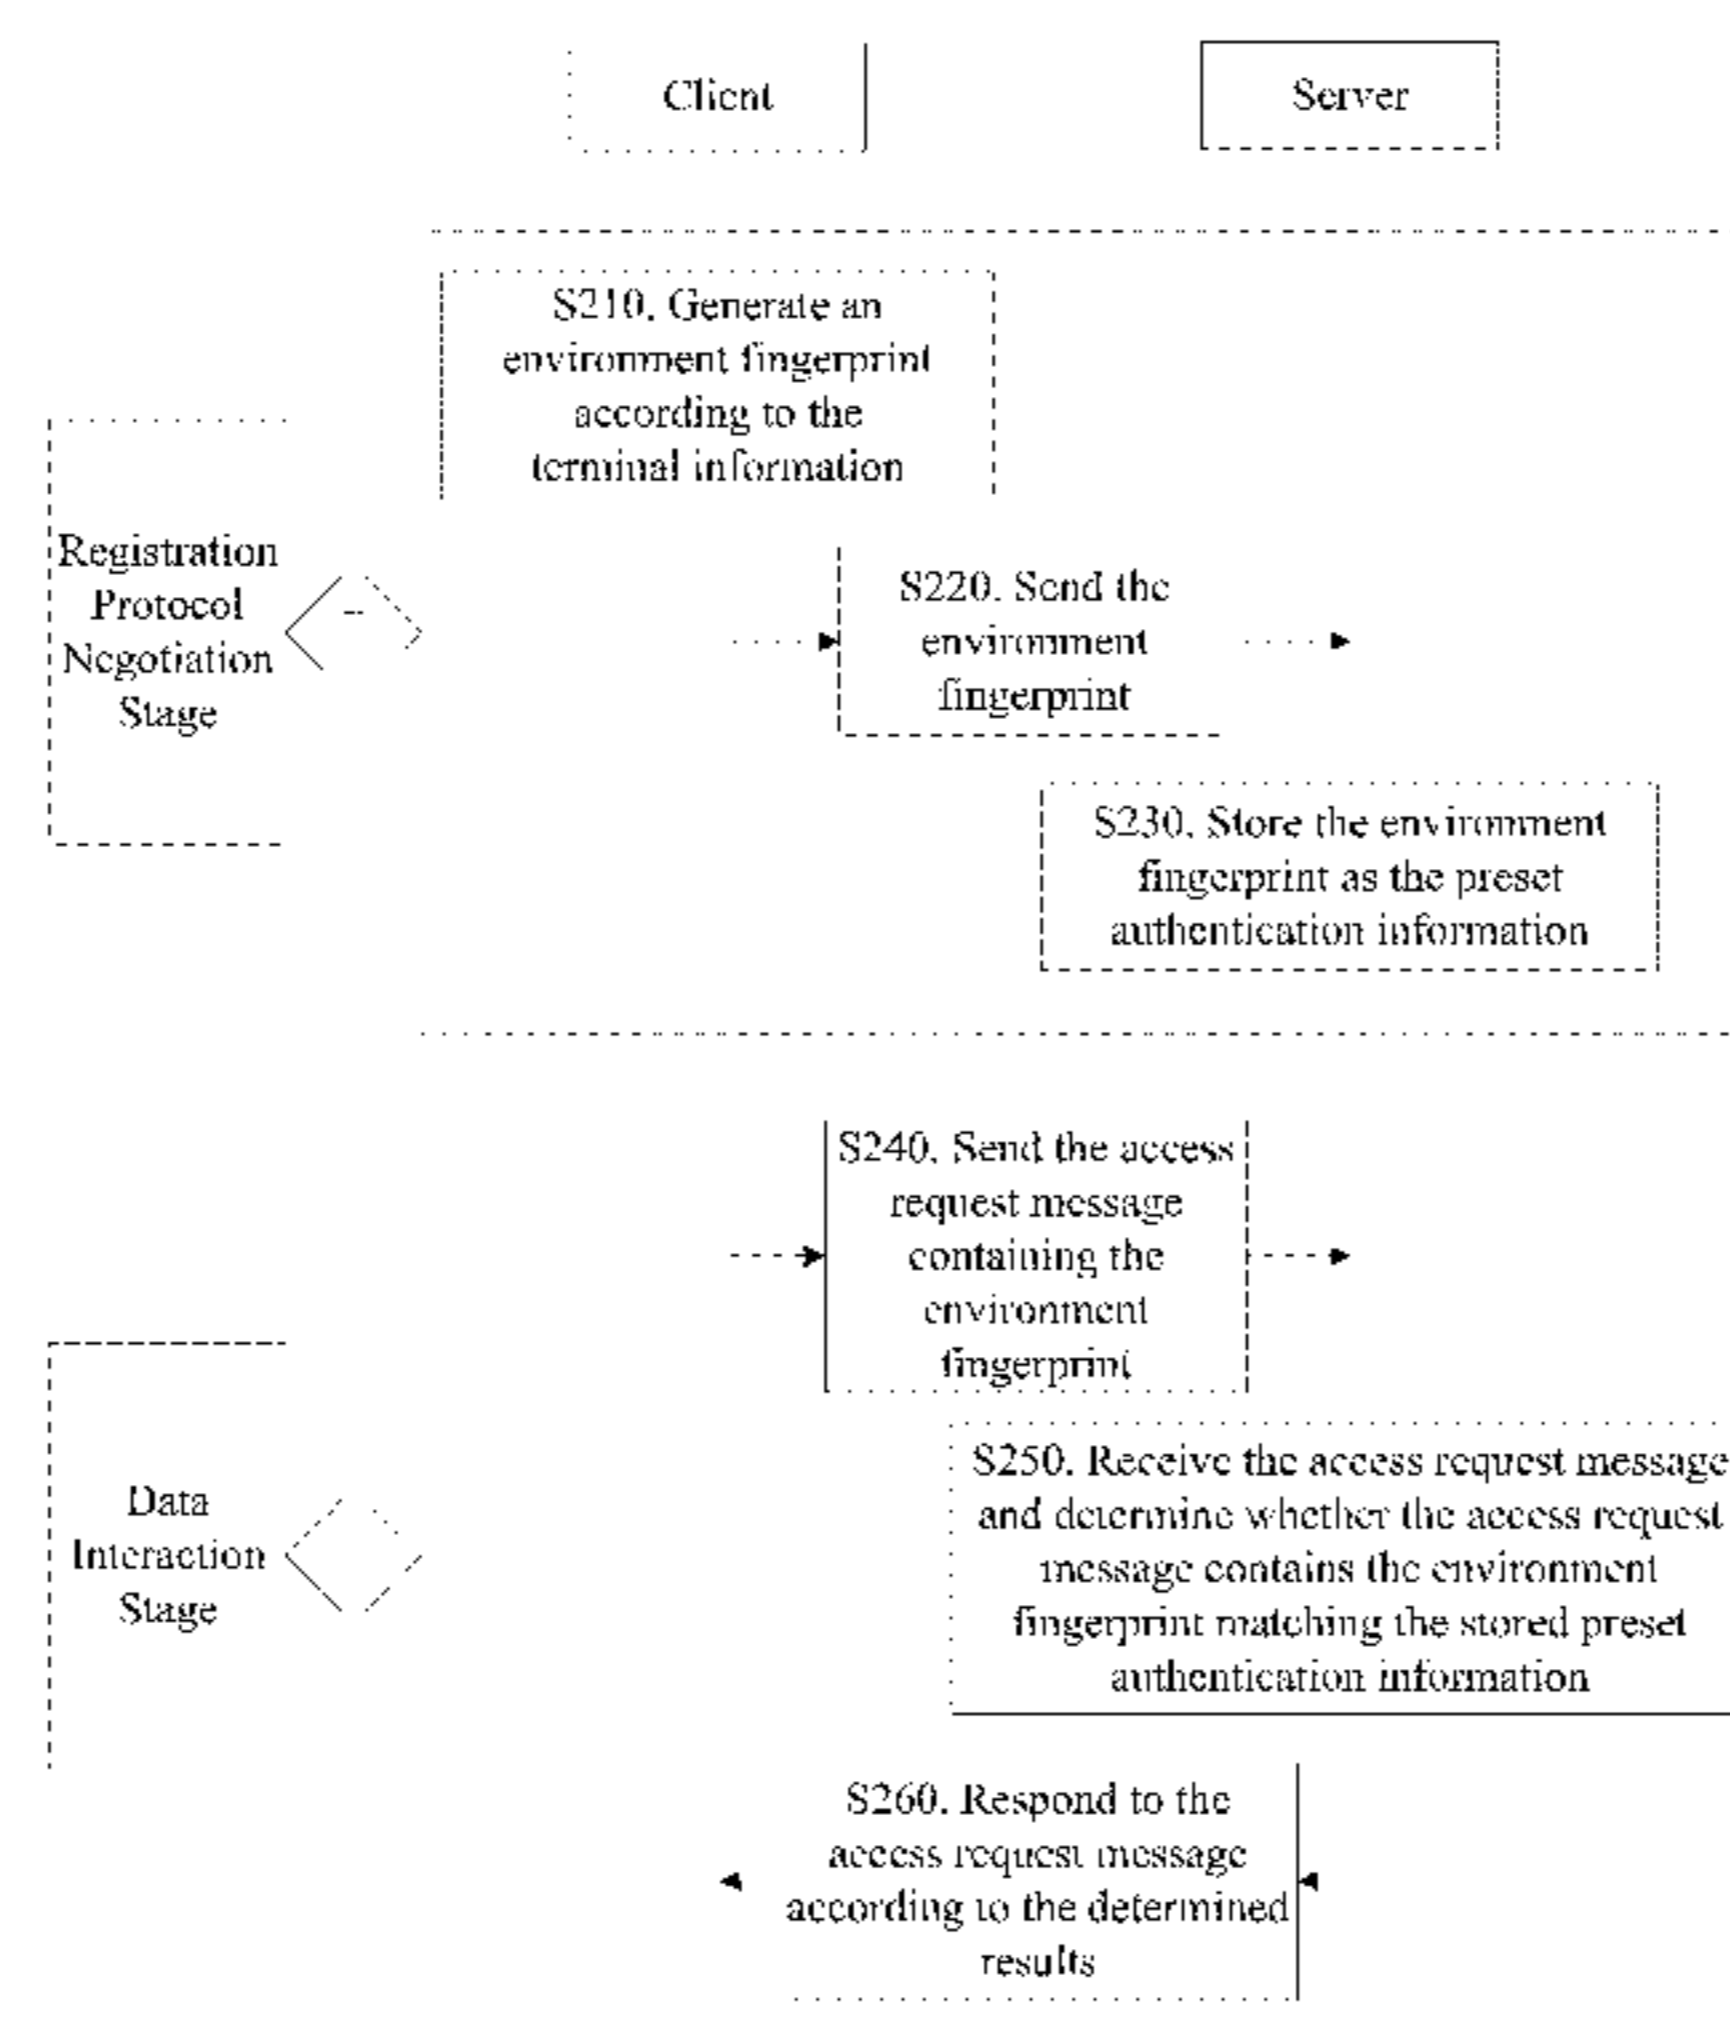 Client
Server
S210. Generate an
environment fingerprint
according to the
terminal information
Registration
Protocol
Negotiation
Stage
S220. Send the
environment
fingerprint
S230. Store the environment
fingerprint as the preset
authentication information
S240. Send the access
request message
containing the
environment
fingerprint
Data
Interaction
Stage
S250. Receive the access request message
and determine whether the access request
message contains the environment
fingerprint matching the stored preset
authentication information
S260. Respond to the
access request message
according to the determined
results